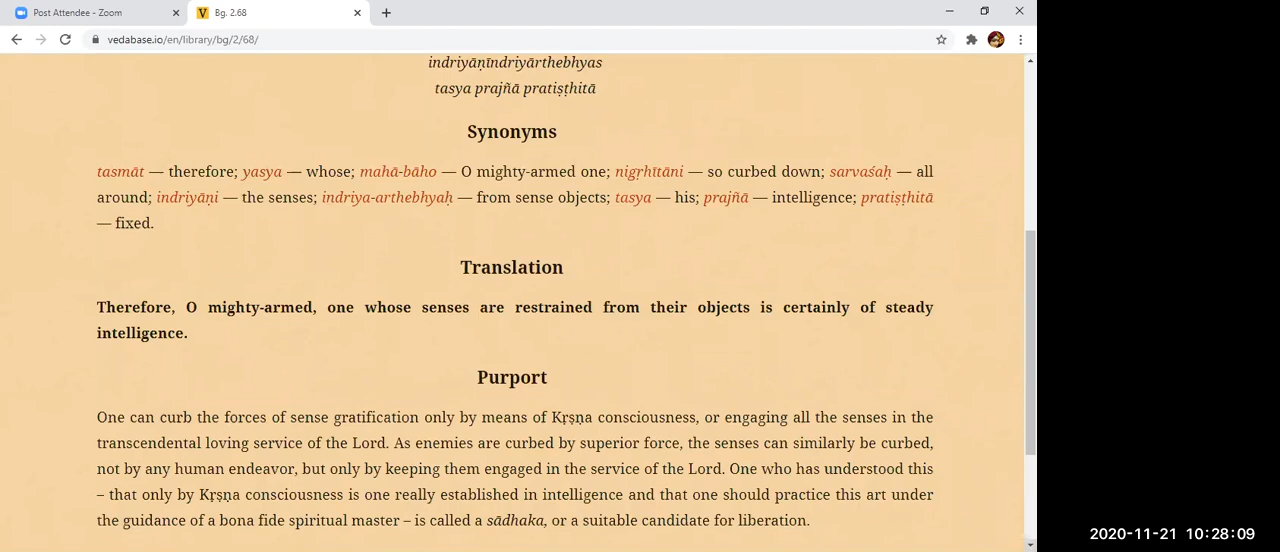 Post Attendee - Zoom
Bg. 2.68
vedabase.io/en/library/bg/2/68/
indriyāṇīndriyārthebhyas
tasya prajñā pratiṣṭhitā
Synonyms
tasmāt — therefore; yasya — whose; mahā-bāho — O mighty-armed one; nigṛhītāni — so curbed down; sarvaśaḥ — all
around; indriyāṇi — the senses; indriya-arthebhyaḥ — from sense objects; tasya — his; prajñā — intelligence; pratiṣṭhitā
— fixed.
Translation
Therefore, O mighty-armed, one whose senses are restrained from their objects is certainly of steady
intelligence.
Purport
One can curb the forces of sense gratification only by means of Kṛṣṇa consciousness, or engaging all the senses in the
transcendental loving service of the Lord. As enemies are curbed by superior force, the senses can similarly be curbed,
not by any human endeavor, but only by keeping them engaged in the service of the Lord. One who has understood this
– that only by Kṛṣṇa consciousness is one really established in intelligence and that one should practice this art under
the guidance of a bona fide spiritual master – is called a sādhaka, or a suitable candidate for liberation.
2020-11-21 10:28:09